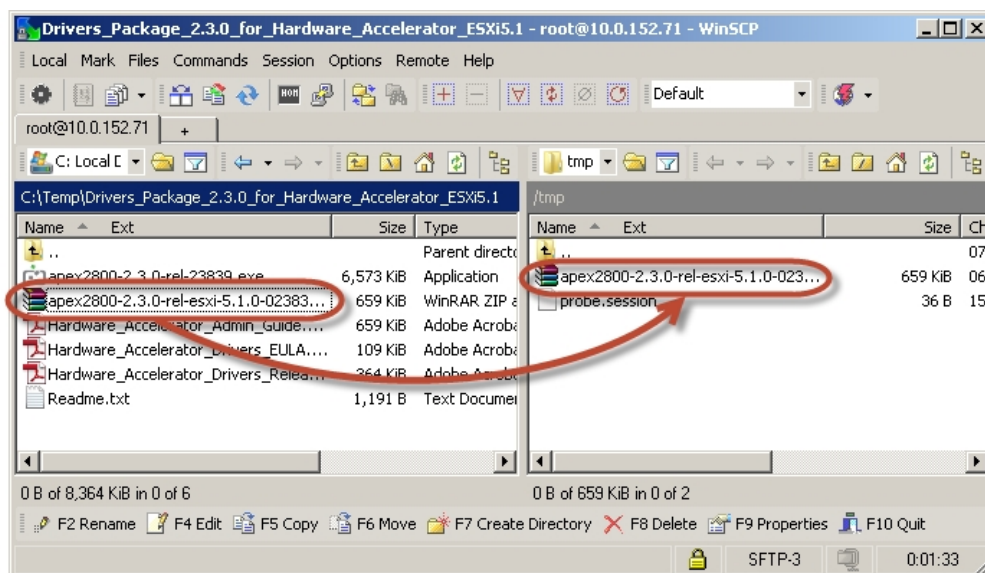 Drivers_Package_2.3.0_for_Hardware_Accelerator_ESXi5.1 - root@10.0.152.71 - WinSCP
Local Mark Files Commands Session Options Remote Help
Default
root@10.0.152.71 +
C: Local tmp
C:\Temp\Drivers_Package_2.3.0_for_Hardware_Accelerator_ESXi5.1 /tmp
Name Ext Size Type Name Ext Size Ch
.. Parent directo .. 07
apex2800-2.3.0-rel-23839.exe 6,573 KiB Application apex2800-2.3.0-rel-esxi-5.1.0-023... 659 KiB 06
apex2800-2.3.0-rel-esxi-5.1.0-02383... 659 KiB WinRAR ZIP a probe.session 36 B 15
Hardware_Accelerator_Admin_Guide.... 659 KiB Adobe Acroba
Hardware_Accelerator_Drivers_EULA.... 109 KiB Adobe Acroba
Hardware_Accelerator_Drivers_Relea... 364 KiB Adobe Acroba
Readme.txt 1,191 B Text Documen
0 B of 8,364 KiB in 0 of 6 0 B of 659 KiB in 0 of 2
F2 Rename F4 Edit F5 Copy F6 Move F7 Create Directory F8 Delete F9 Properties F10 Quit
SFTP-3 0:01:33